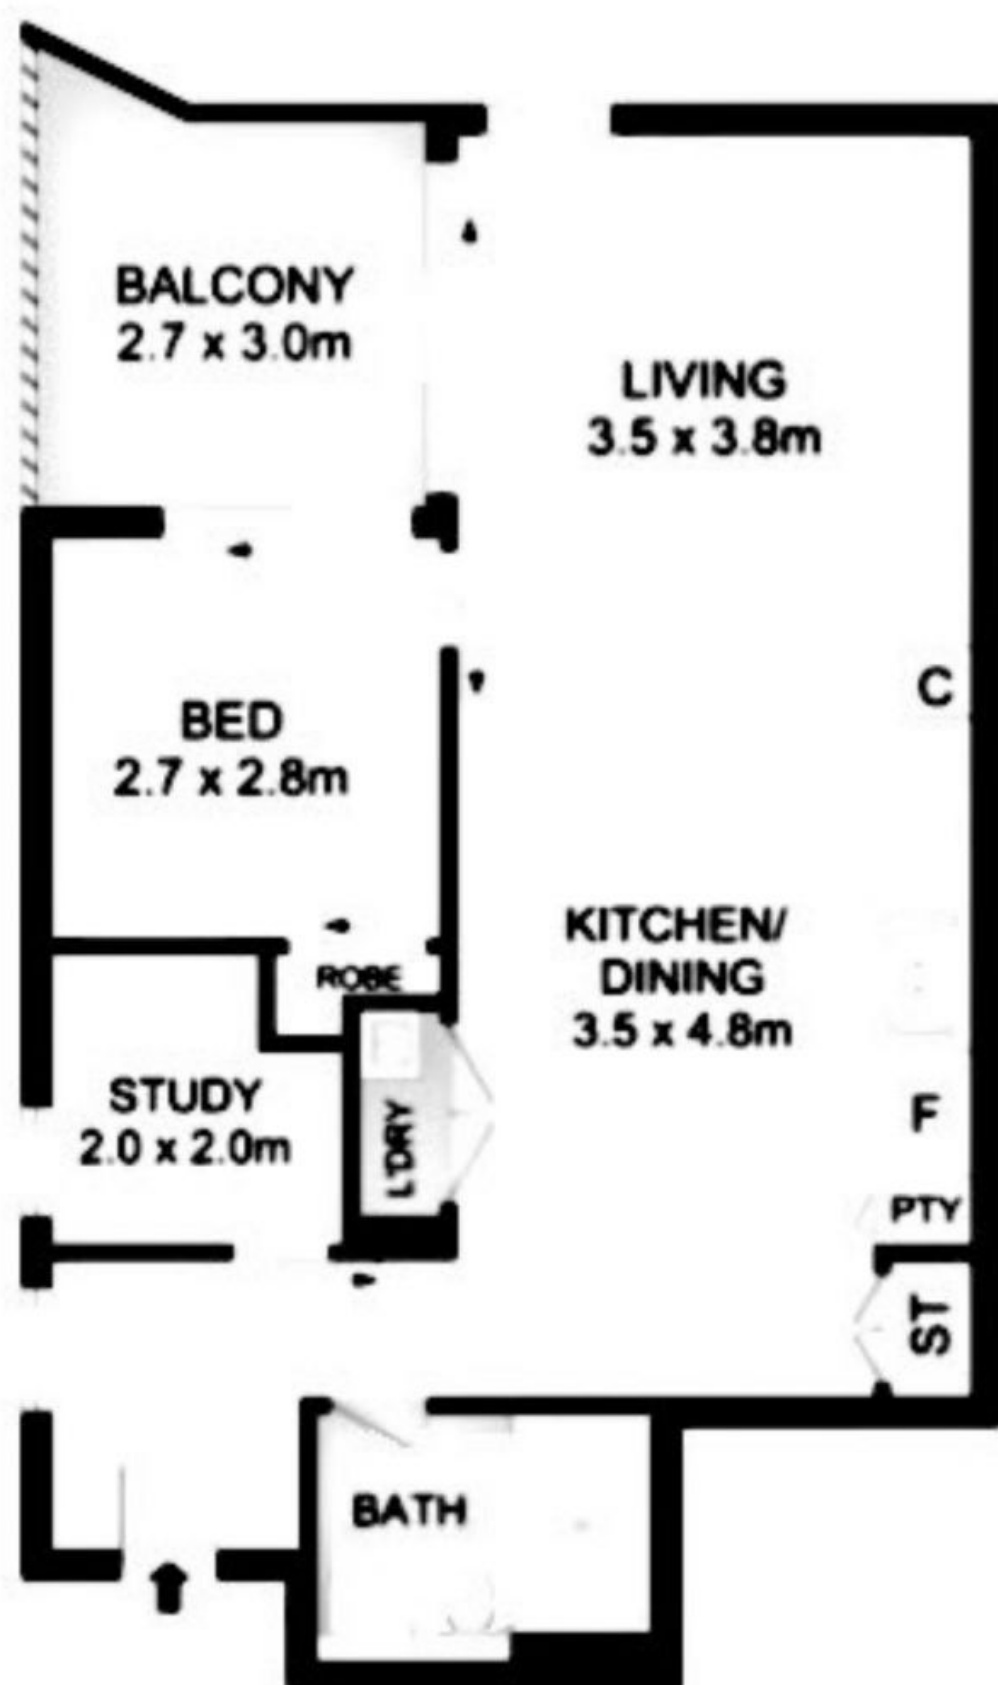 BALCONY
2.7 x 3.0m
LIVING
3.5 x 3.8m
C
BED
2.7 x 2.8m
KITCHEN/
DINING
3.5 x 4.8m
ROBE
STUDY
2.0 x 2.0m
L'DRY
F
PTY
ST
BATH